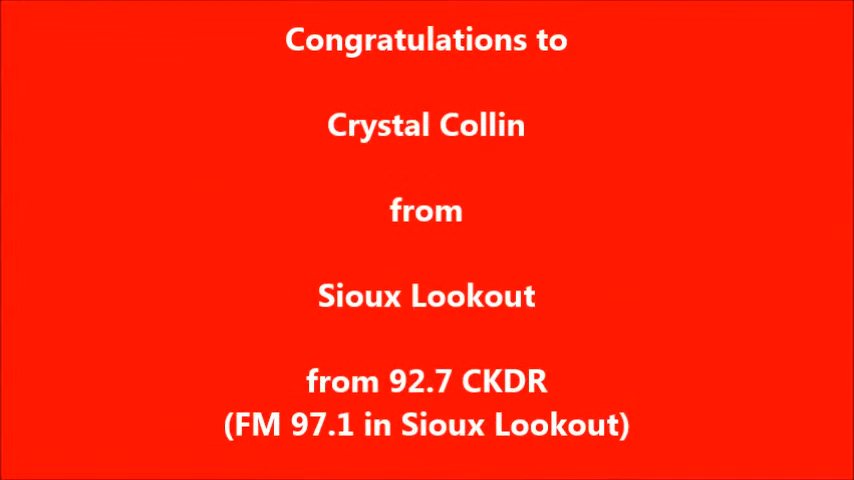 Congratulations to
Crystal Collin
from
Sioux Lookout
from 92.7 CKDR
(FM 97.1 in Sioux Lookout)